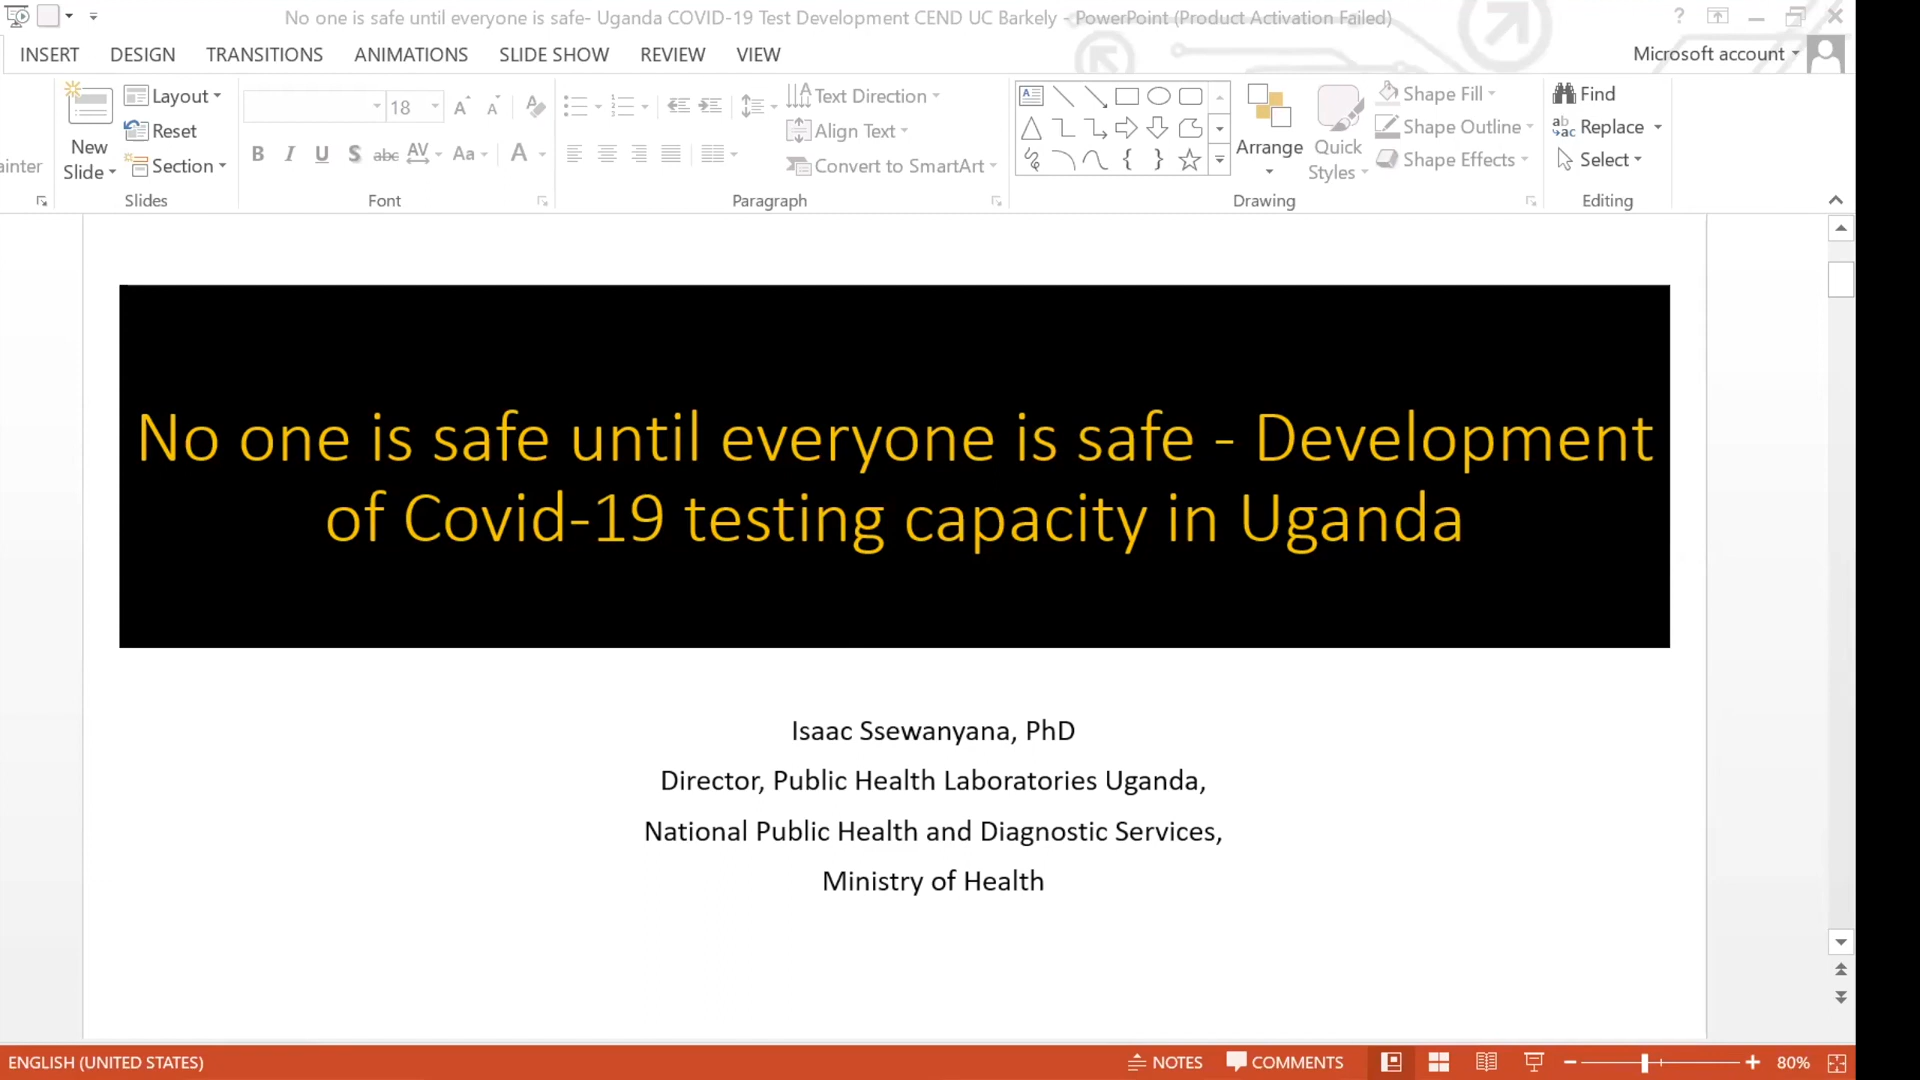 No one is safe until everyone is safe- Uganda COVID-19 Test Development CEND UC Barkely - PowerPoint (Product Activation Failed)
?
INSERT DESIGN TRANSITIONS ANIMATIONS SLIDE SHOW REVIEW VIEW
Microsoft account
ainter
New
Slide
Layout
Reset
Section
Slides
18
A A
B I U S abc AV Aa A
Font
Text Direction
Align Text
Convert to SmartArt
Paragraph
Arrange
Quick
Styles
Shape Fill
Shape Outline
Shape Effects
Drawing
Find
Replace
Select
Editing
No one is safe until everyone is safe - Development
of Covid-19 testing capacity in Uganda
Isaac Ssewanyana, PhD
Director, Public Health Laboratories Uganda,
National Public Health and Diagnostic Services,
Ministry of Health
ENGLISH (UNITED STATES)
NOTES COMMENTS 80%